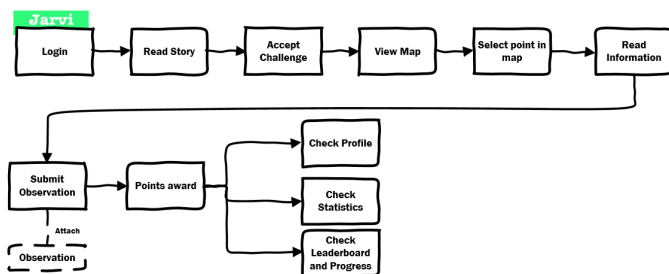 Jarvi
Login
Read Story
Accept
Challenge
View Map
Select point in
map
Read
Information
Submit
Observation
Points award
Check Profile
Check
Statistics
Check
Leaderboard
and Progress
Attach
Observation